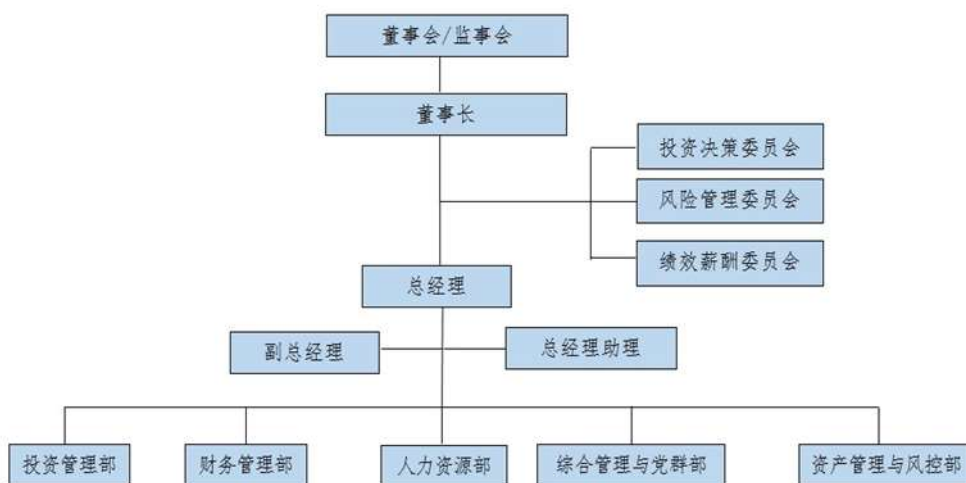 董事会/监事会
董事长
投资决策委员会
风险管理委员会
绩效薪酬委员会
总经理
副总经理
总经理助理
投资管理部
财务管理部
人力资源部
综合管理与党群部
资产管理与风控部